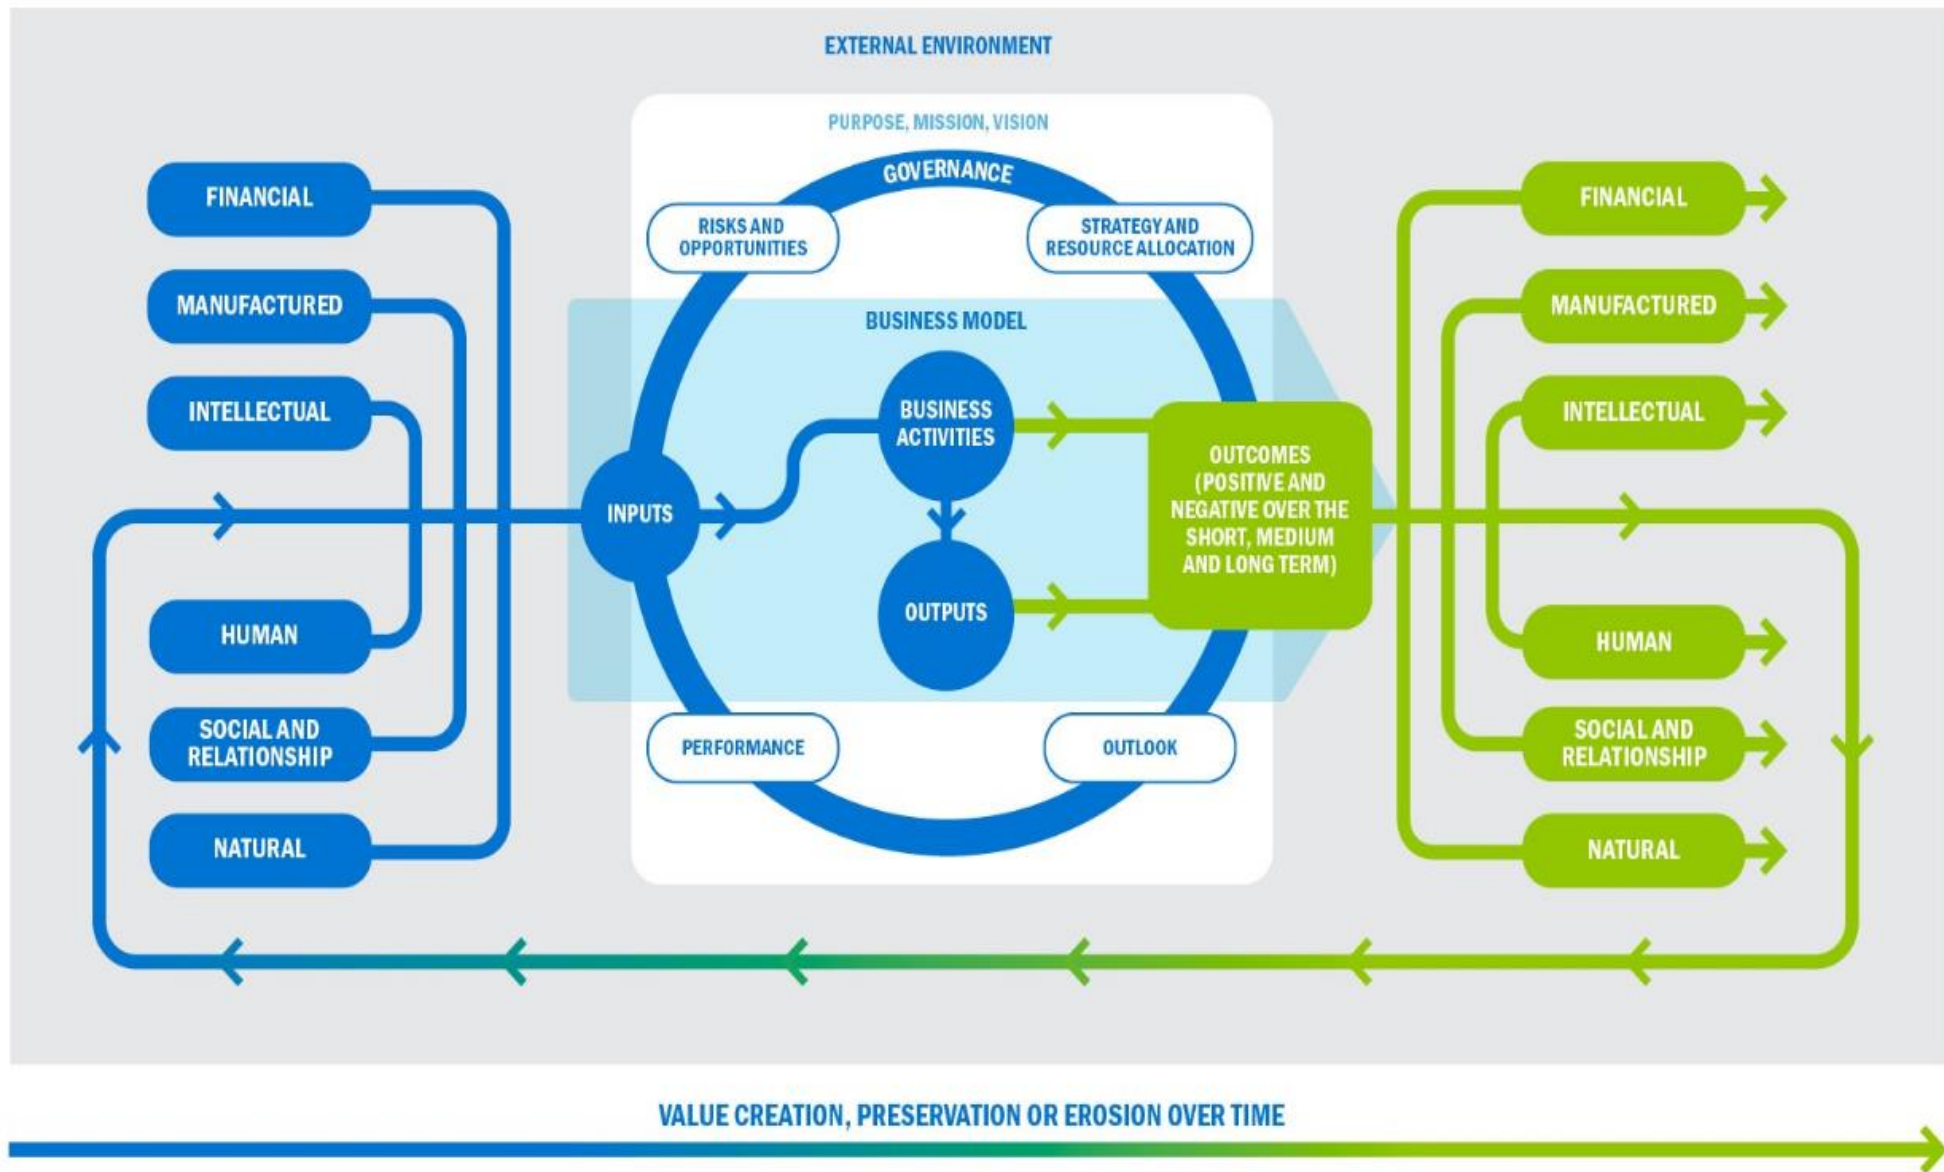 EXTERNAL ENVIRONMENT
PURPOSE, MISSION, VISION
GOVERNANCE
RISKS AND
OPPORTUNITIES
STRATEGY AND
RESOURCE ALLOCATION
FINANCIAL
MANUFACTURED
INTELLECTUAL
HUMAN
SOCIAL AND
RELATIONSHIP
NATURAL
BUSINESS MODEL
INPUTS
BUSINESS
ACTIVITIES
OUTPUTS
OUTCOMES
(POSITIVE AND
NEGATIVE OVER THE
SHORT, MEDIUM
AND LONG TERM)
PERFORMANCE
OUTLOOK
FINANCIAL
MANUFACTURED
INTELLECTUAL
HUMAN
SOCIAL AND
RELATIONSHIP
NATURAL
VALUE CREATION, PRESERVATION OR EROSION OVER TIME